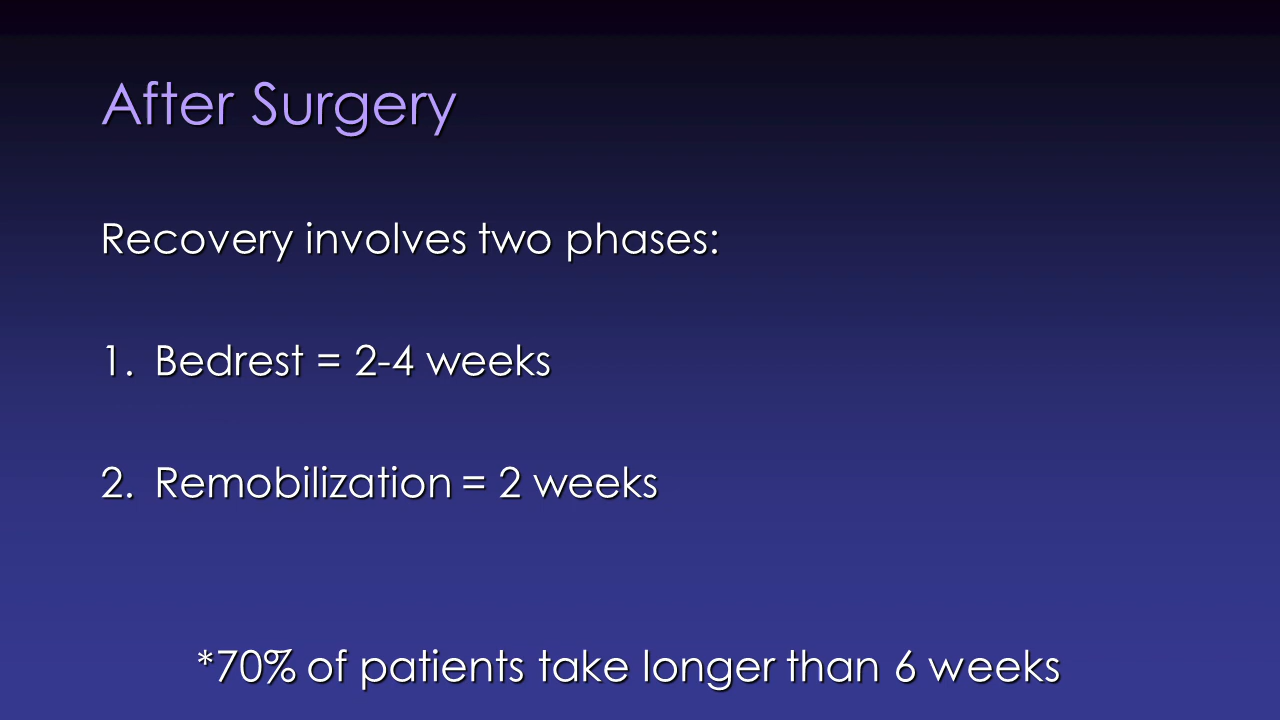 After Surgery
Recovery involves two phases:
1. Bedrest = 2-4 weeks
2. Remobilization = 2 weeks
*70% of patients take longer than 6 weeks